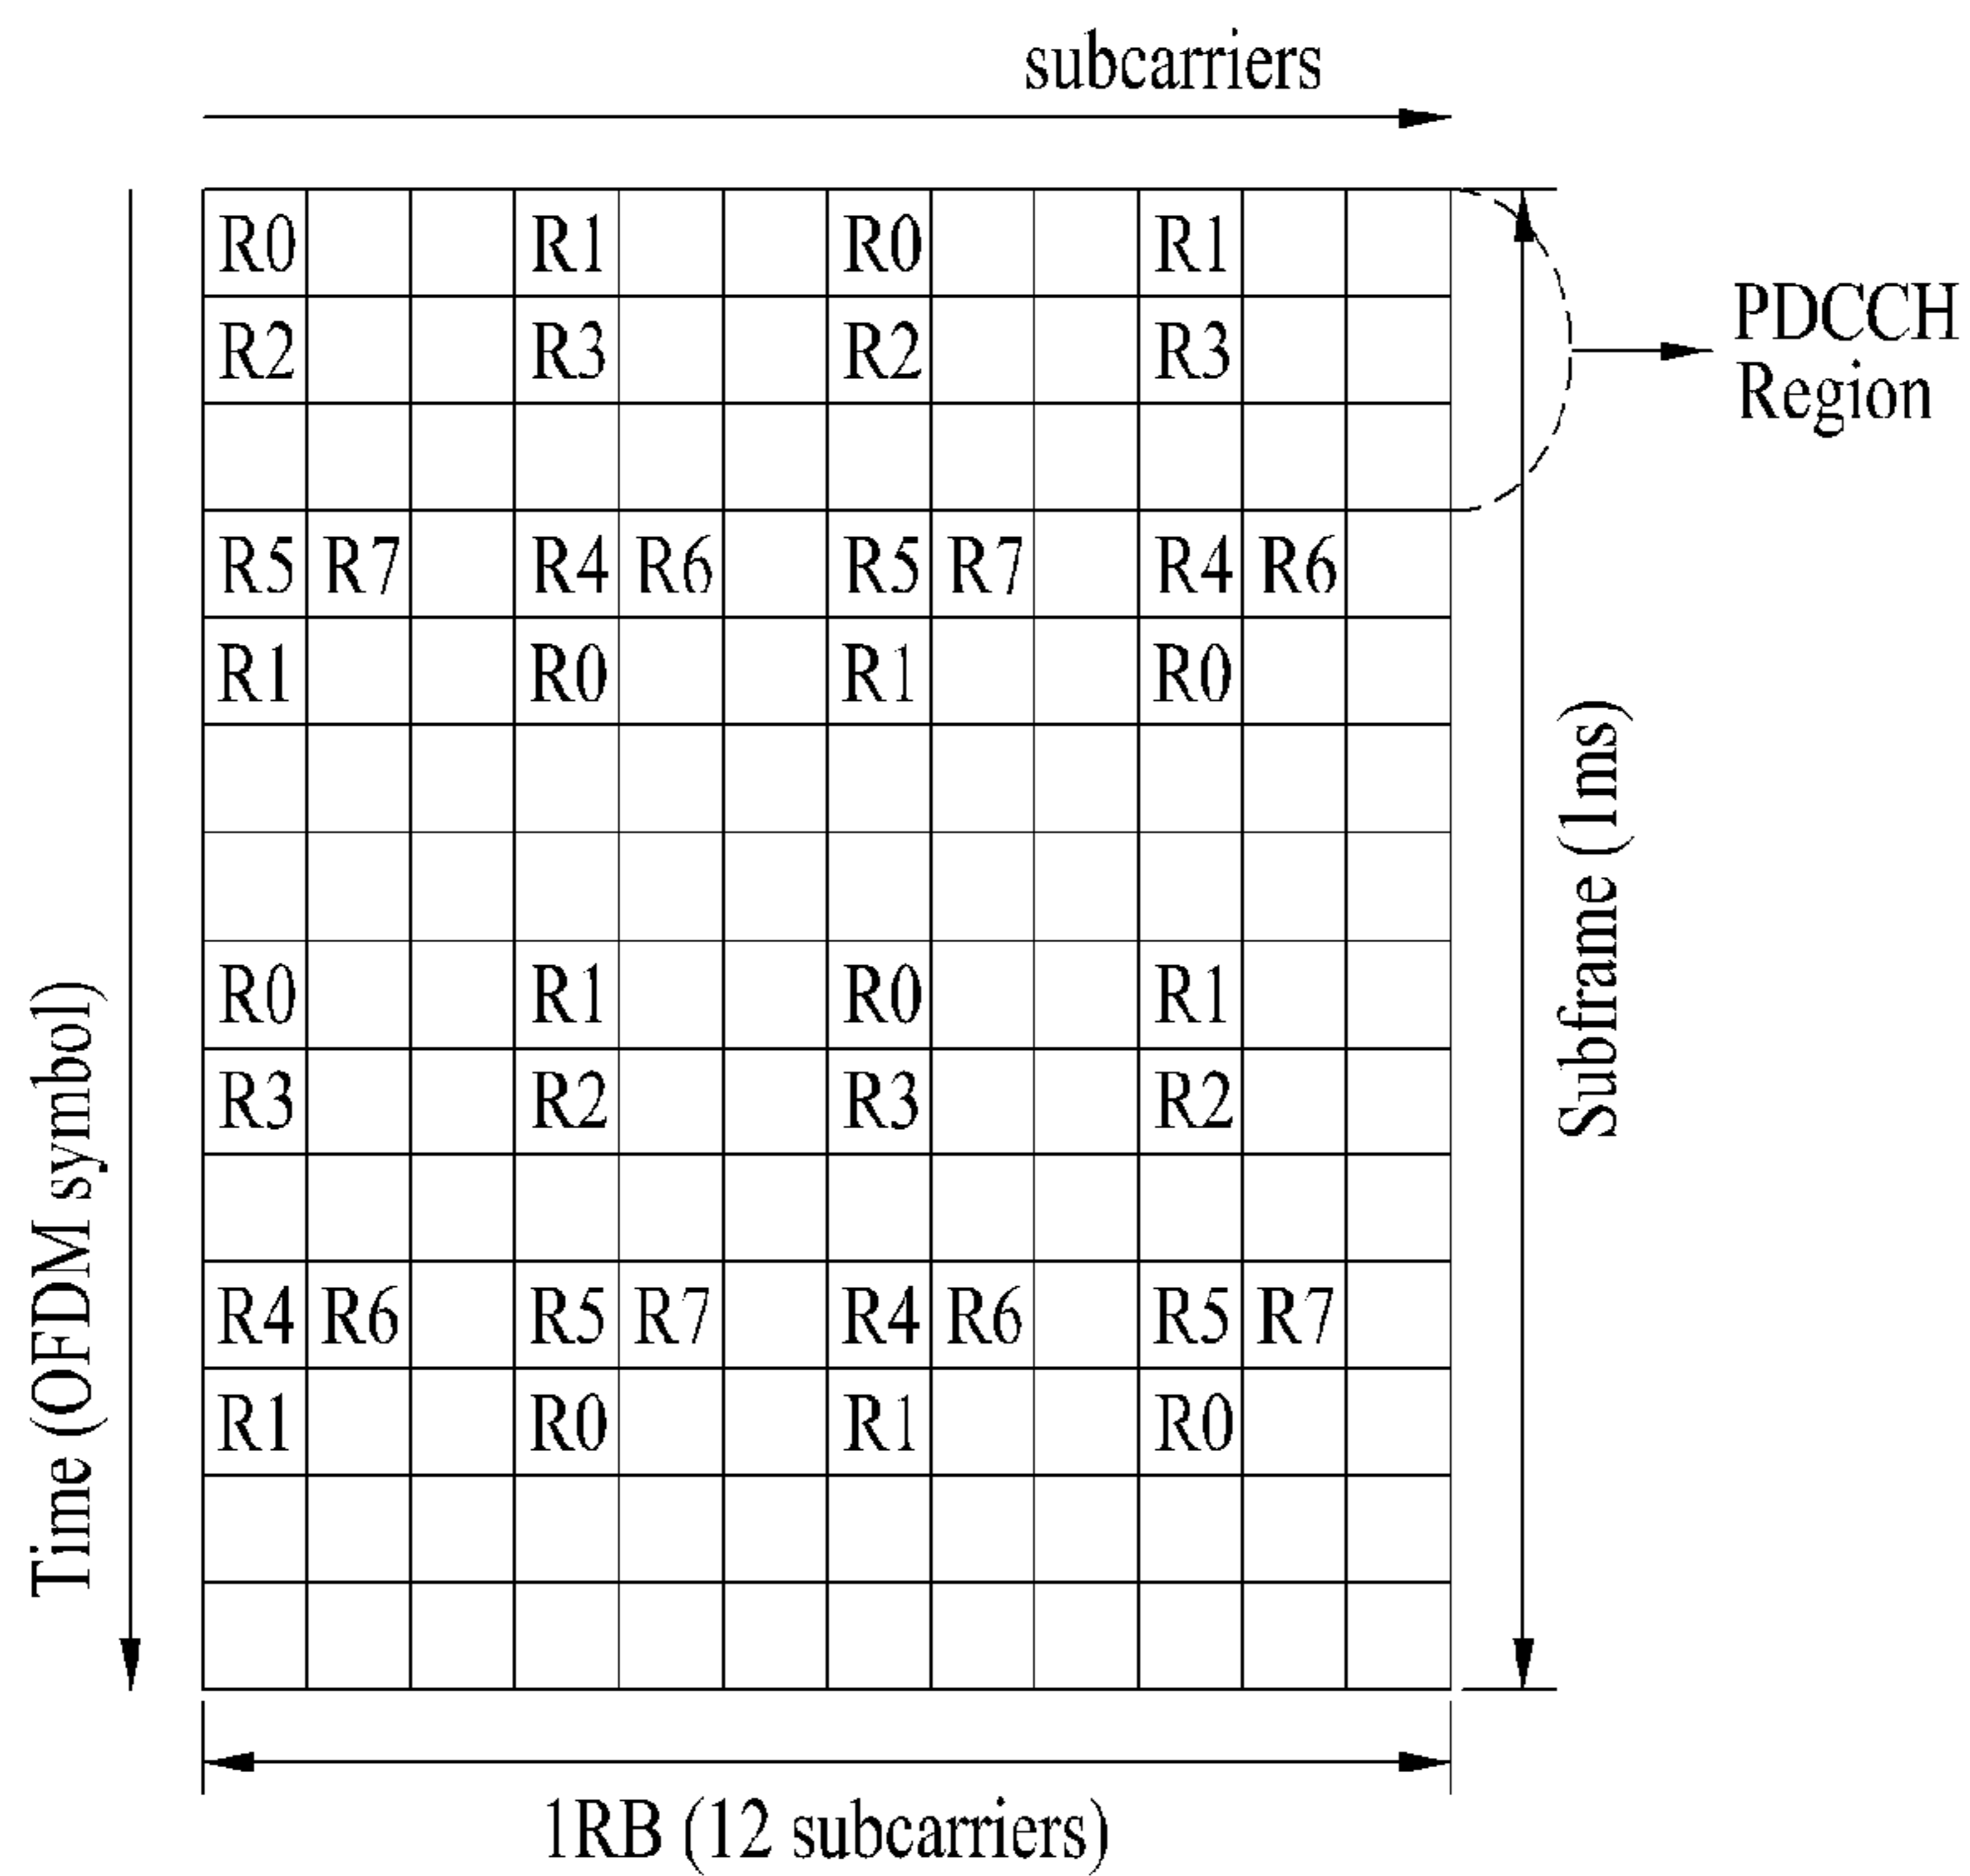 subcarriers
R0 R1 R0 R1
R2 R3 R2 R3
PDCCH
Region
R5 R7 R4 R6 R5 R7 R4 R6
R1 R0 R1 R0
R0 R1 R0 R1
R3 R2 R3 R2
R4 R6 R5 R7 R4 R6 R5 R7
R1 R0 R1 R0
Time (OFDM symbol)
Subframe (1ms)
1RB (12 subcarriers)